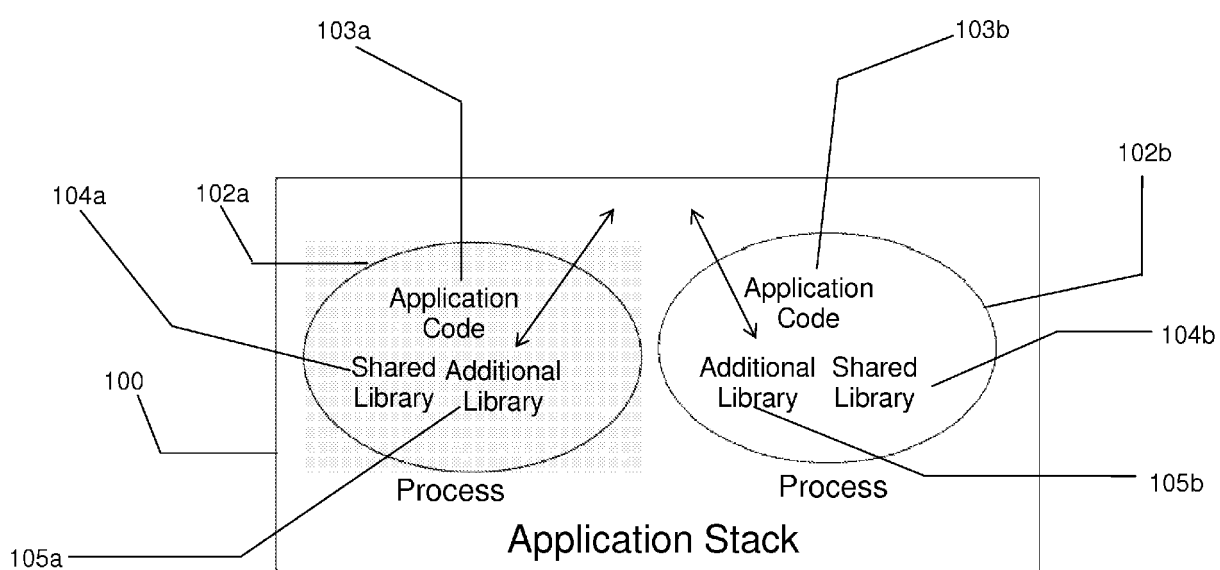 103a
103b
102b
104a
102a
Application
Code
Application
Code
104b
Shared
Library
Additional
Library
Additional
Library
Shared
Library
100
Process
Process
105b
Application Stack
105a